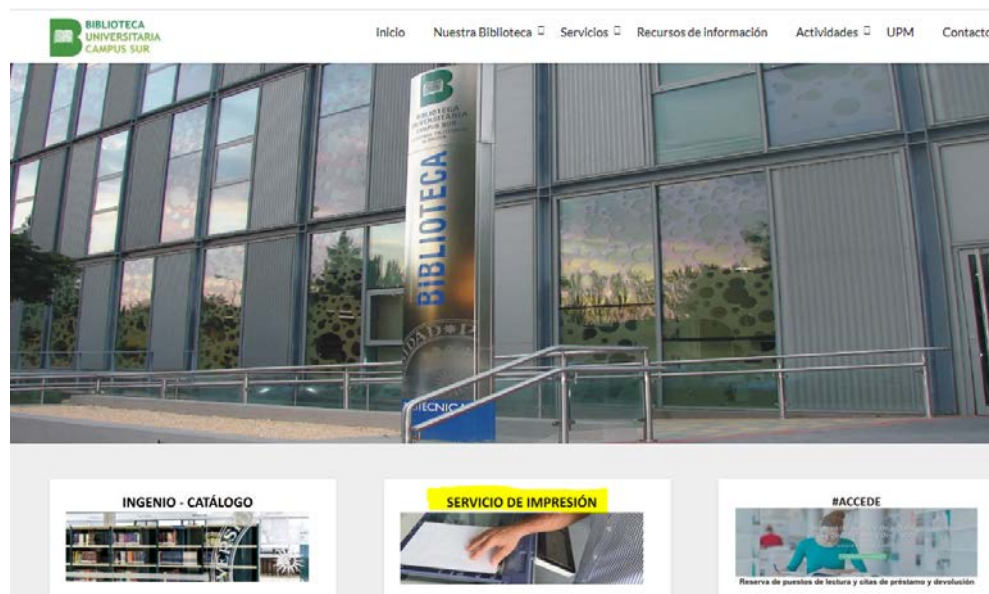 BIBLIOTECA
UNIVERSITARIA
CAMPUS SUR
Inicio Nuestra Biblioteca Servicios Recursos de información Actividades UPM Contacto
BIBLIOTECA
UNIVERSITARIA
CAMPUS SUR
BIBLIOTECA
INGENIO - CATÁLOGO
SERVICIO DE IMPRESIÓN
#ACCEDE
Reserva de puestos de lectura y citas de préstamo y devolución